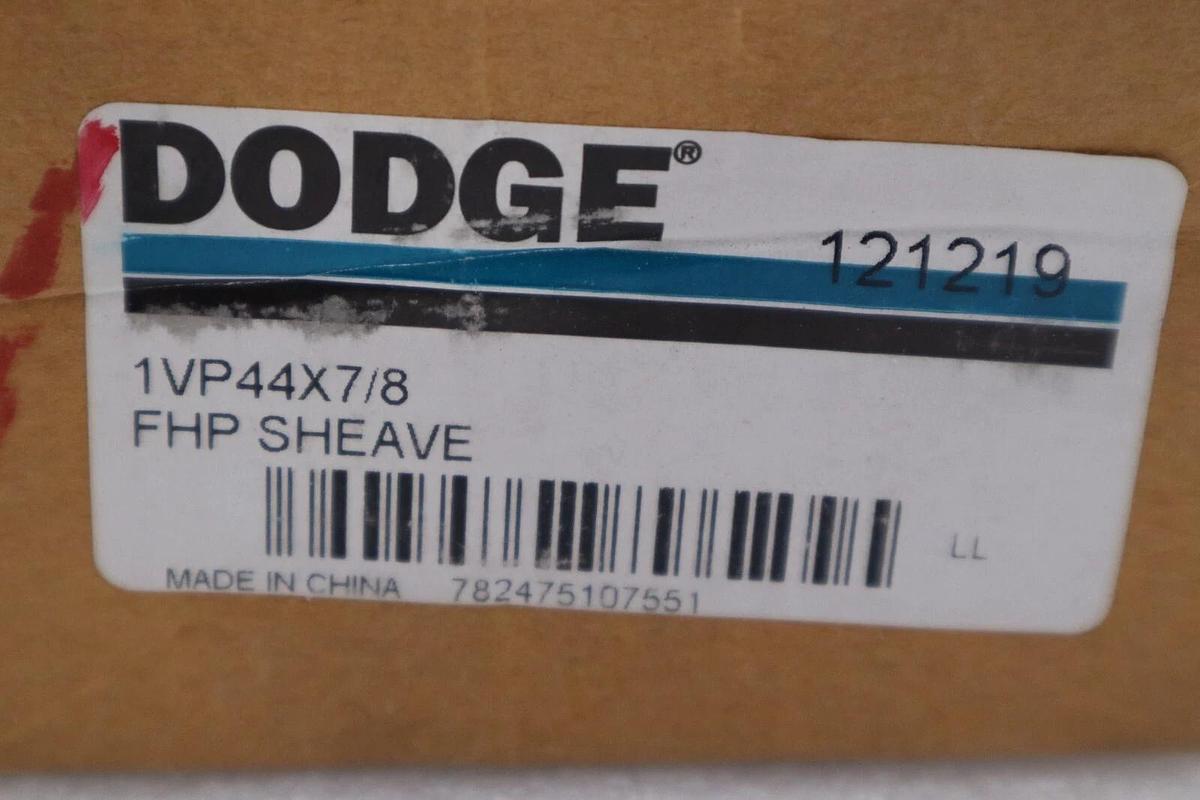 DODGE®
121219
1VP44X7/8
FHP SHEAVE
LL
MADE IN CHINA 782475107551